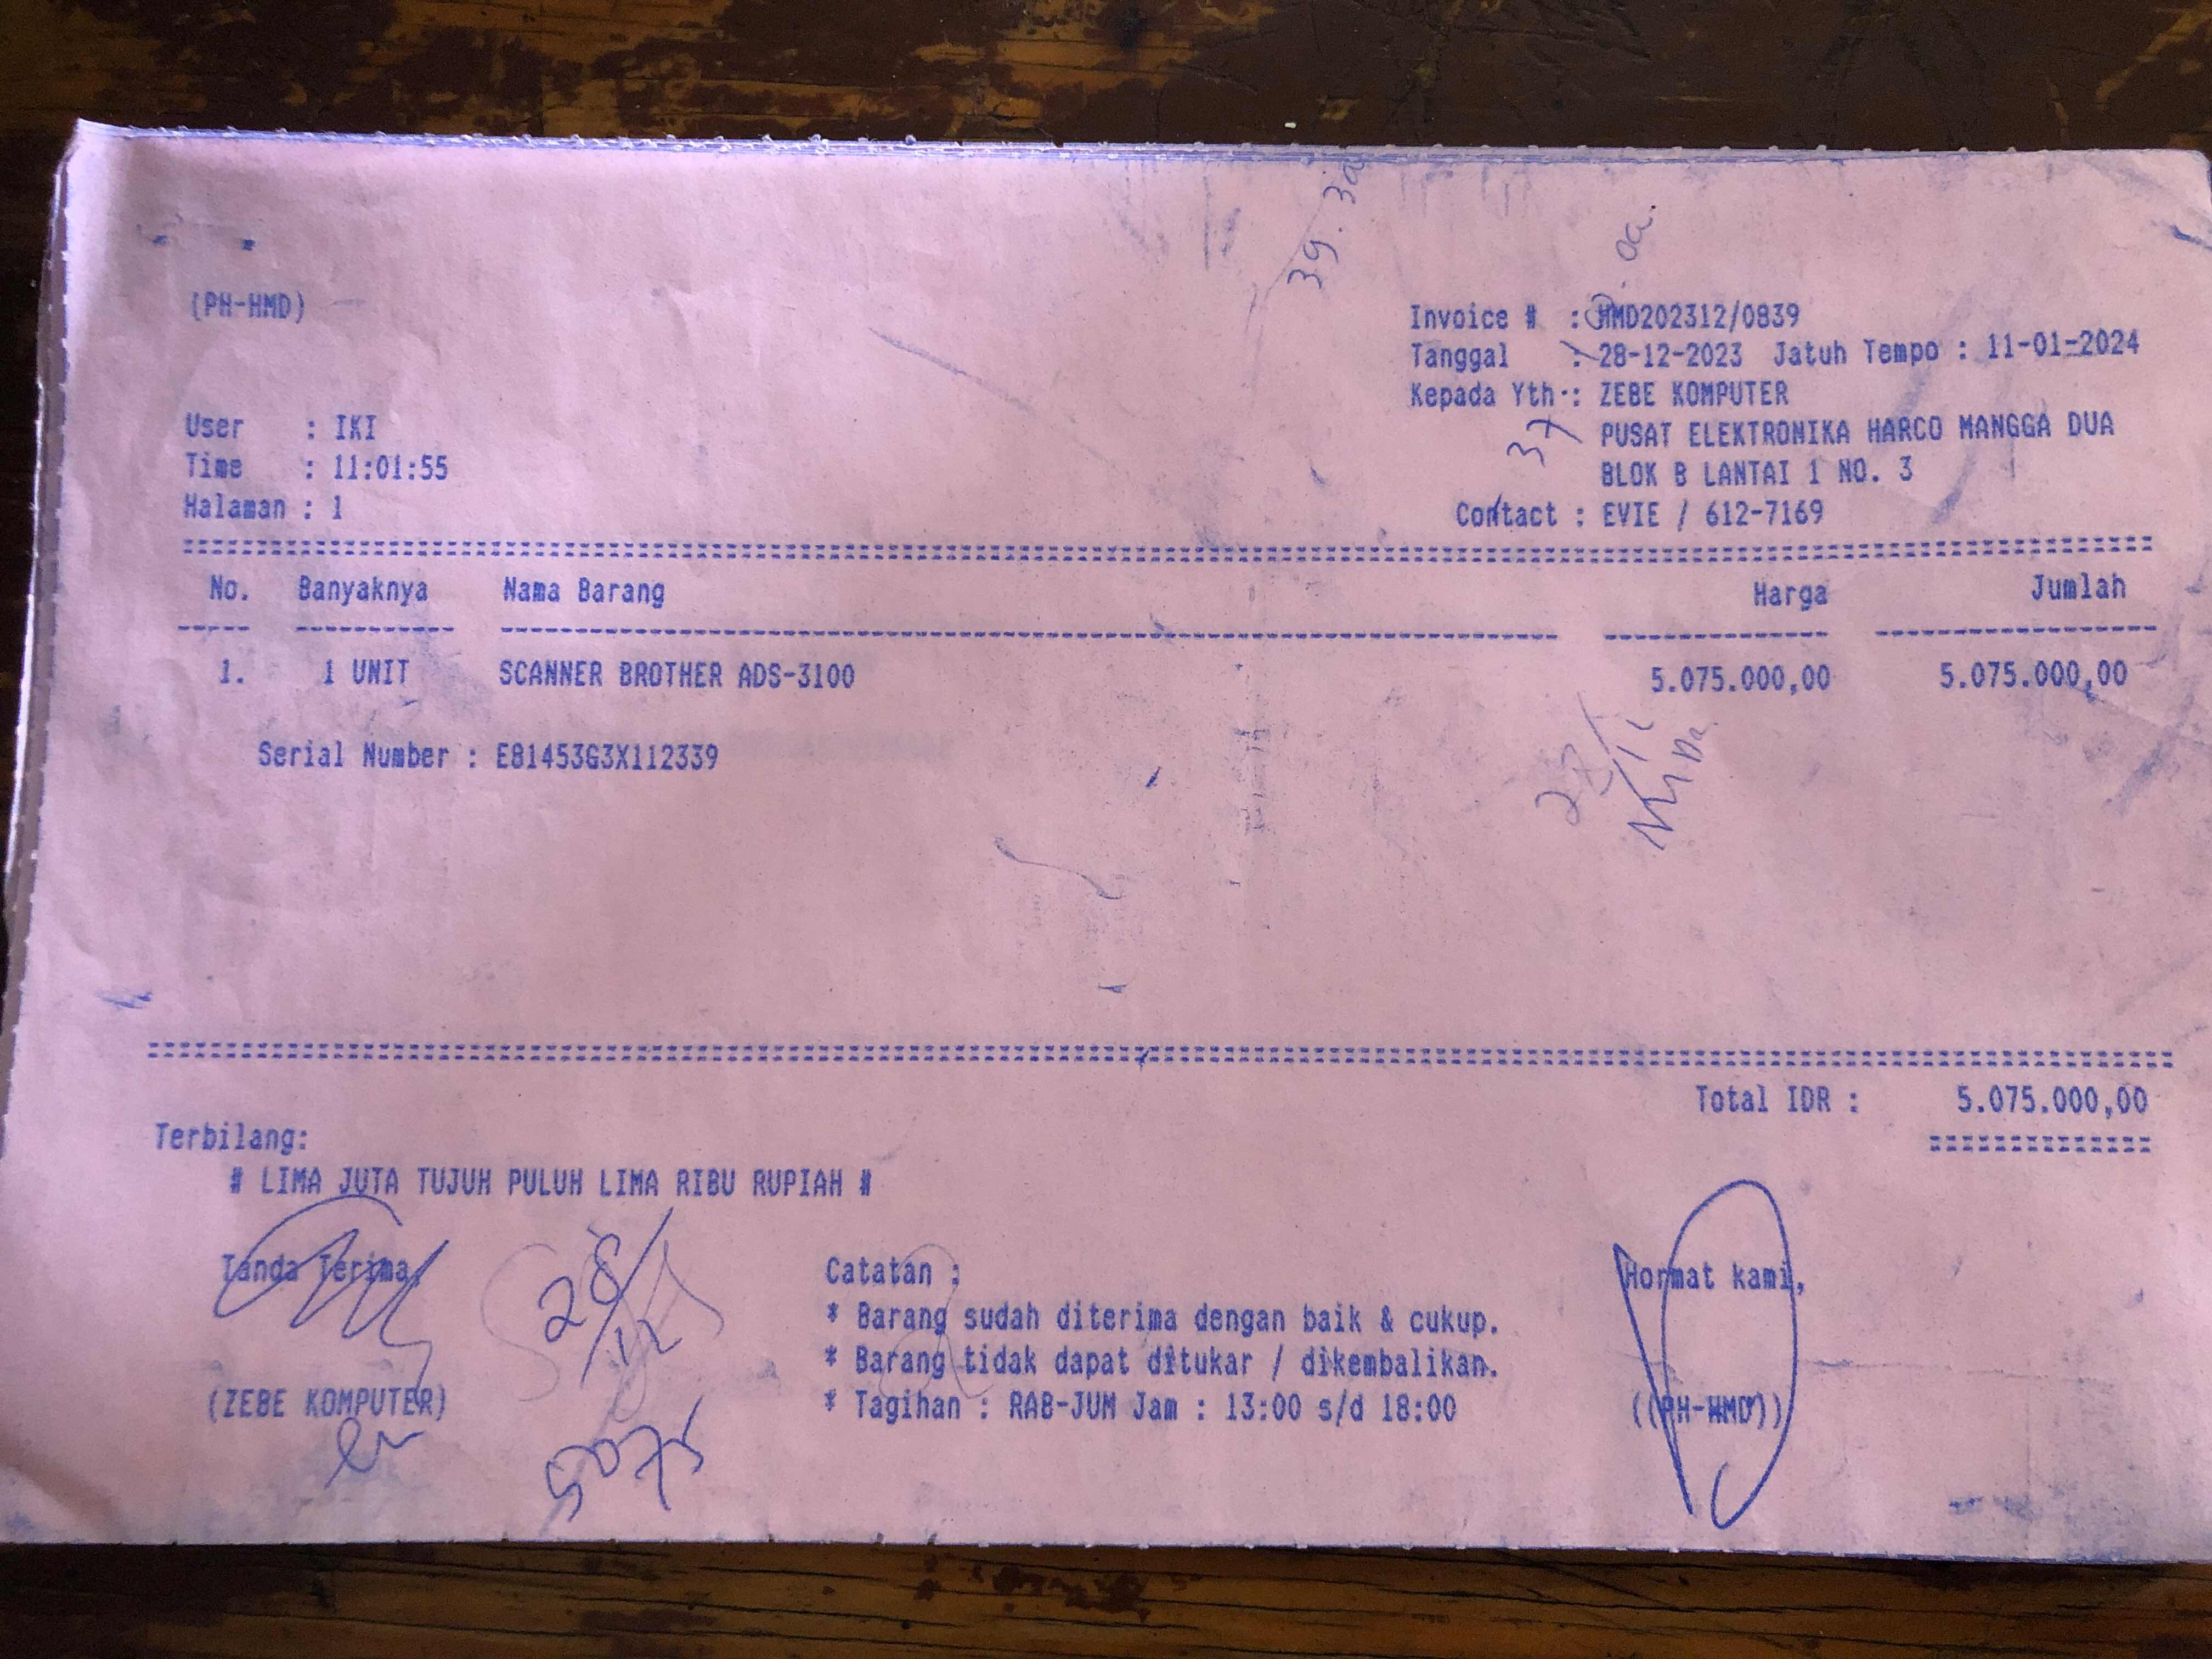 (PH-HMD)
Invoice # : HMD202312/0839
Tanggal : 28-12-2023 Jatuh Tempo : 11-01-2024
Kepada Yth : ZEBE KOMPUTER
PUSAT ELEKTRONIKA HARCO MANGGA DUA
BLOK B LANTAI 1 NO. 3
Contact : EVIE / 612-7169
User : IKI
Time : 11:01:55
Halaman : 1
39.
37
No. Banyaknya Nama Barang Harga Jumlah
1. 1 UNIT SCANNER BROTHER ADS-3100 5.075.000,00 5.075.000,00
Serial Number : E81453G3X112339
Total IDR : 5.075.000,00
Terbilang:
# LIMA JUTA TUJUH PULUH LIMA RIBU RUPIAH #
Tanda Terima,
28/12
(ZEBE KOMPUTER)
5075
Catatan :
* Barang sudah diterima dengan baik & cukup.
* Barang tidak dapat ditukar / dikembalikan.
* Tagihan : RAB-JUM Jam : 13:00 s/d 18:00
Hormat kami,
((PH-HMD))